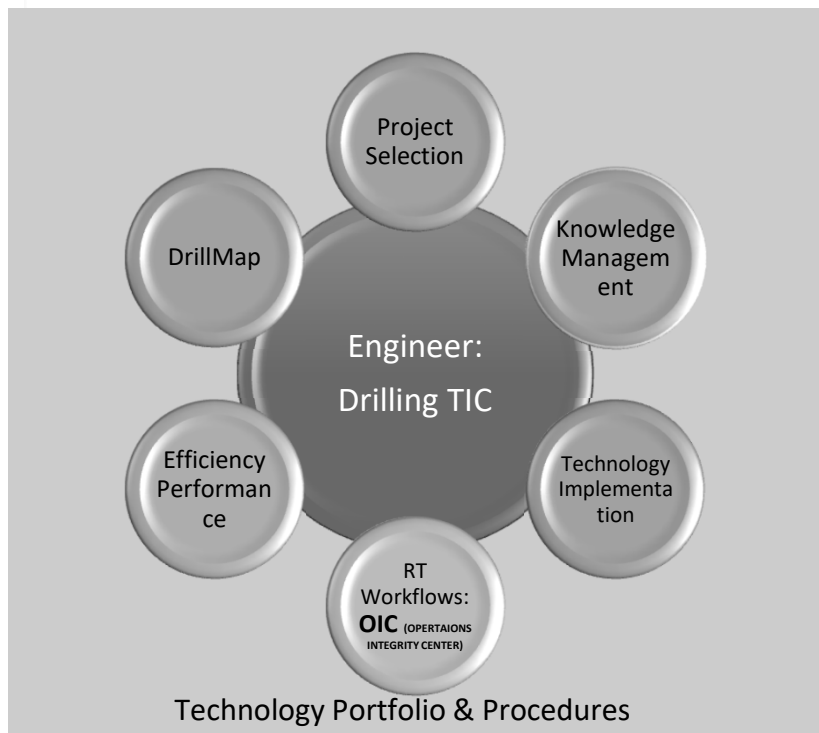 Project
Selection
DrillMap
Knowledge
Managem
ent
Engineer:
Drilling TIC
Efficiency
Performan
ce
Technology
Implementa
tion
RT
Workflows:
OIC (OPERTAIONS
INTEGRITY CENTER)
Technology Portfolio & Procedures